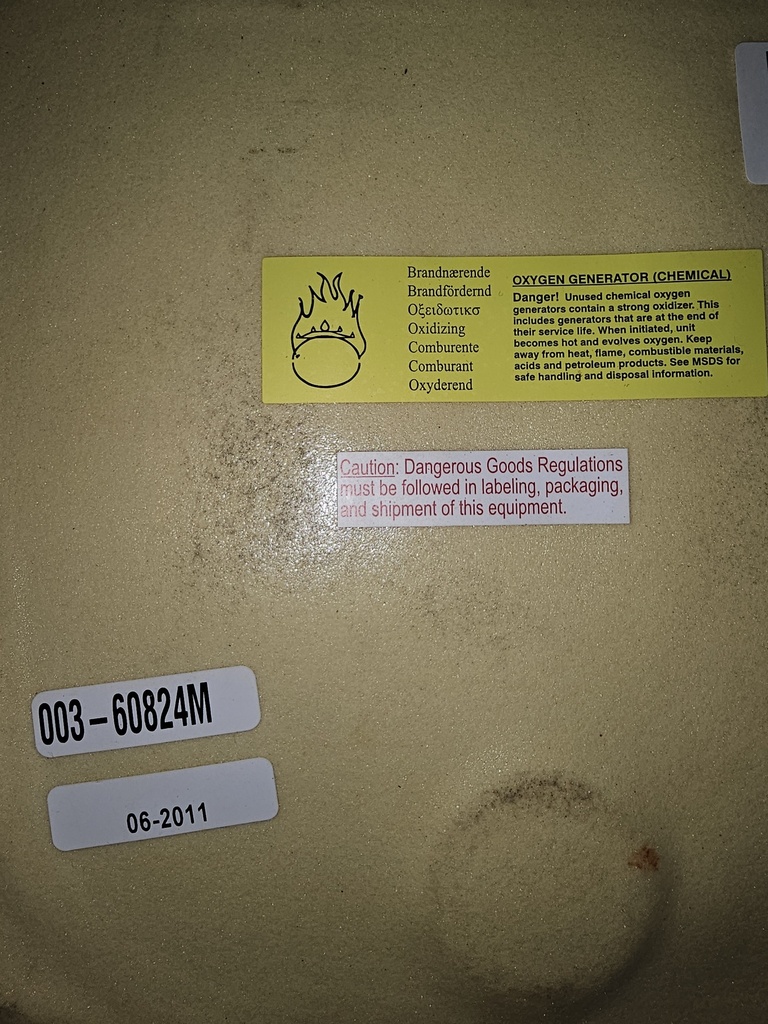 Brandnærende
Brandfördernd
Οξειδωτικσ
Oxidizing
Comburente
Comburant
Oxyderend
OXYGEN GENERATOR (CHEMICAL)
Danger! Unused chemical oxygen
generators contain a strong oxidizer. This
includes generators that are at the end of
their service life. When initiated, unit
becomes hot and evolves oxygen. Keep
away from heat, flame, combustible materials,
acids and petroleum products. See MSDS for
safe handling and disposal information.
Caution: Dangerous Goods Regulations
must be followed in labeling, packaging,
and shipment of this equipment.
003-60824M
06-2011